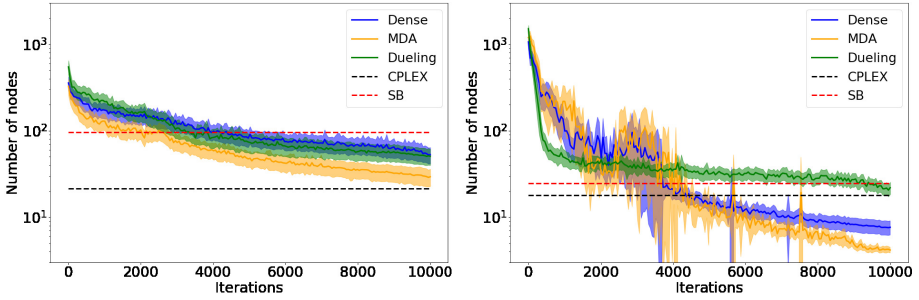 Number of nodes
10³
10²
10¹
0 2000 4000 6000 8000 10000
Iterations
Dense
MDA
Dueling
CPLEX
SB
Number of nodes
10³
10²
10¹
0 2000 4000 6000 8000 10000
Iterations
Dense
MDA
Dueling
CPLEX
SB